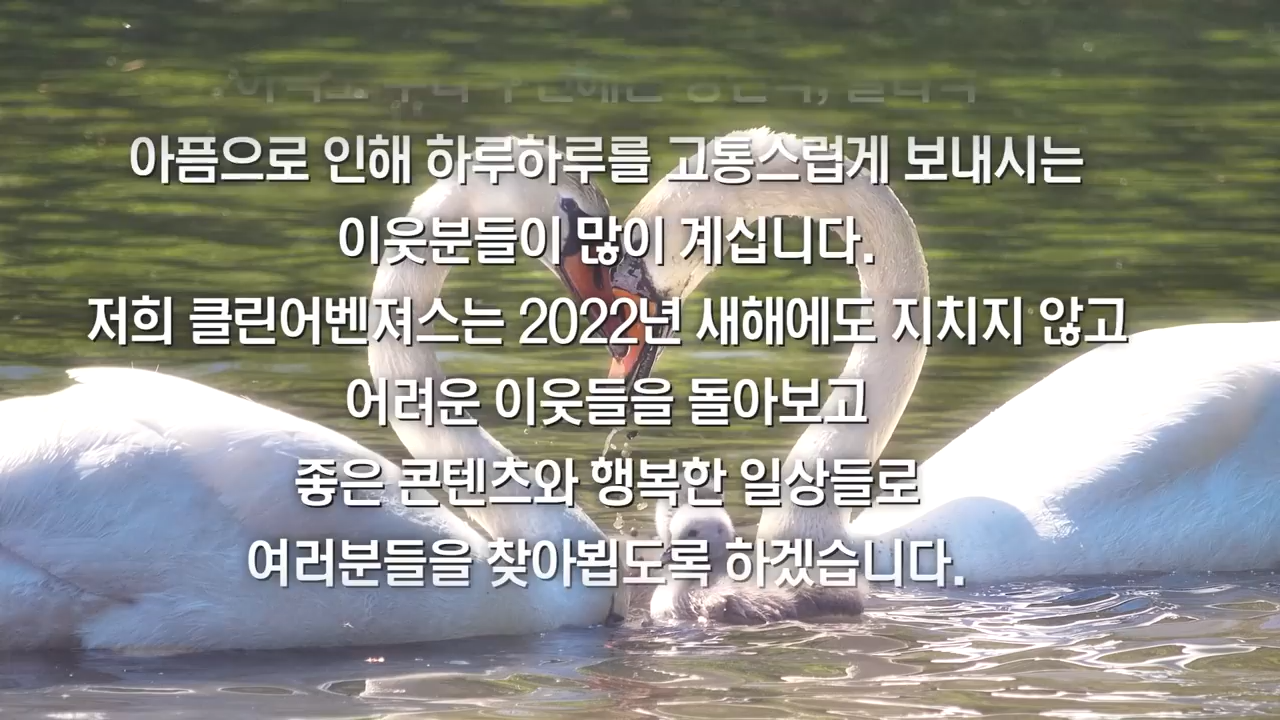 아픔으로 인해 하루하루를 고통스럽게 보내시는
이웃분들이 많이 계십니다.
저희 클린어벤져스는 2022년 새해에도 지치지 않고
어려운 이웃들을 돌아보고
좋은 콘텐츠와 행복한 일상들로
여러분들을 찾아뵙도록 하겠습니다.